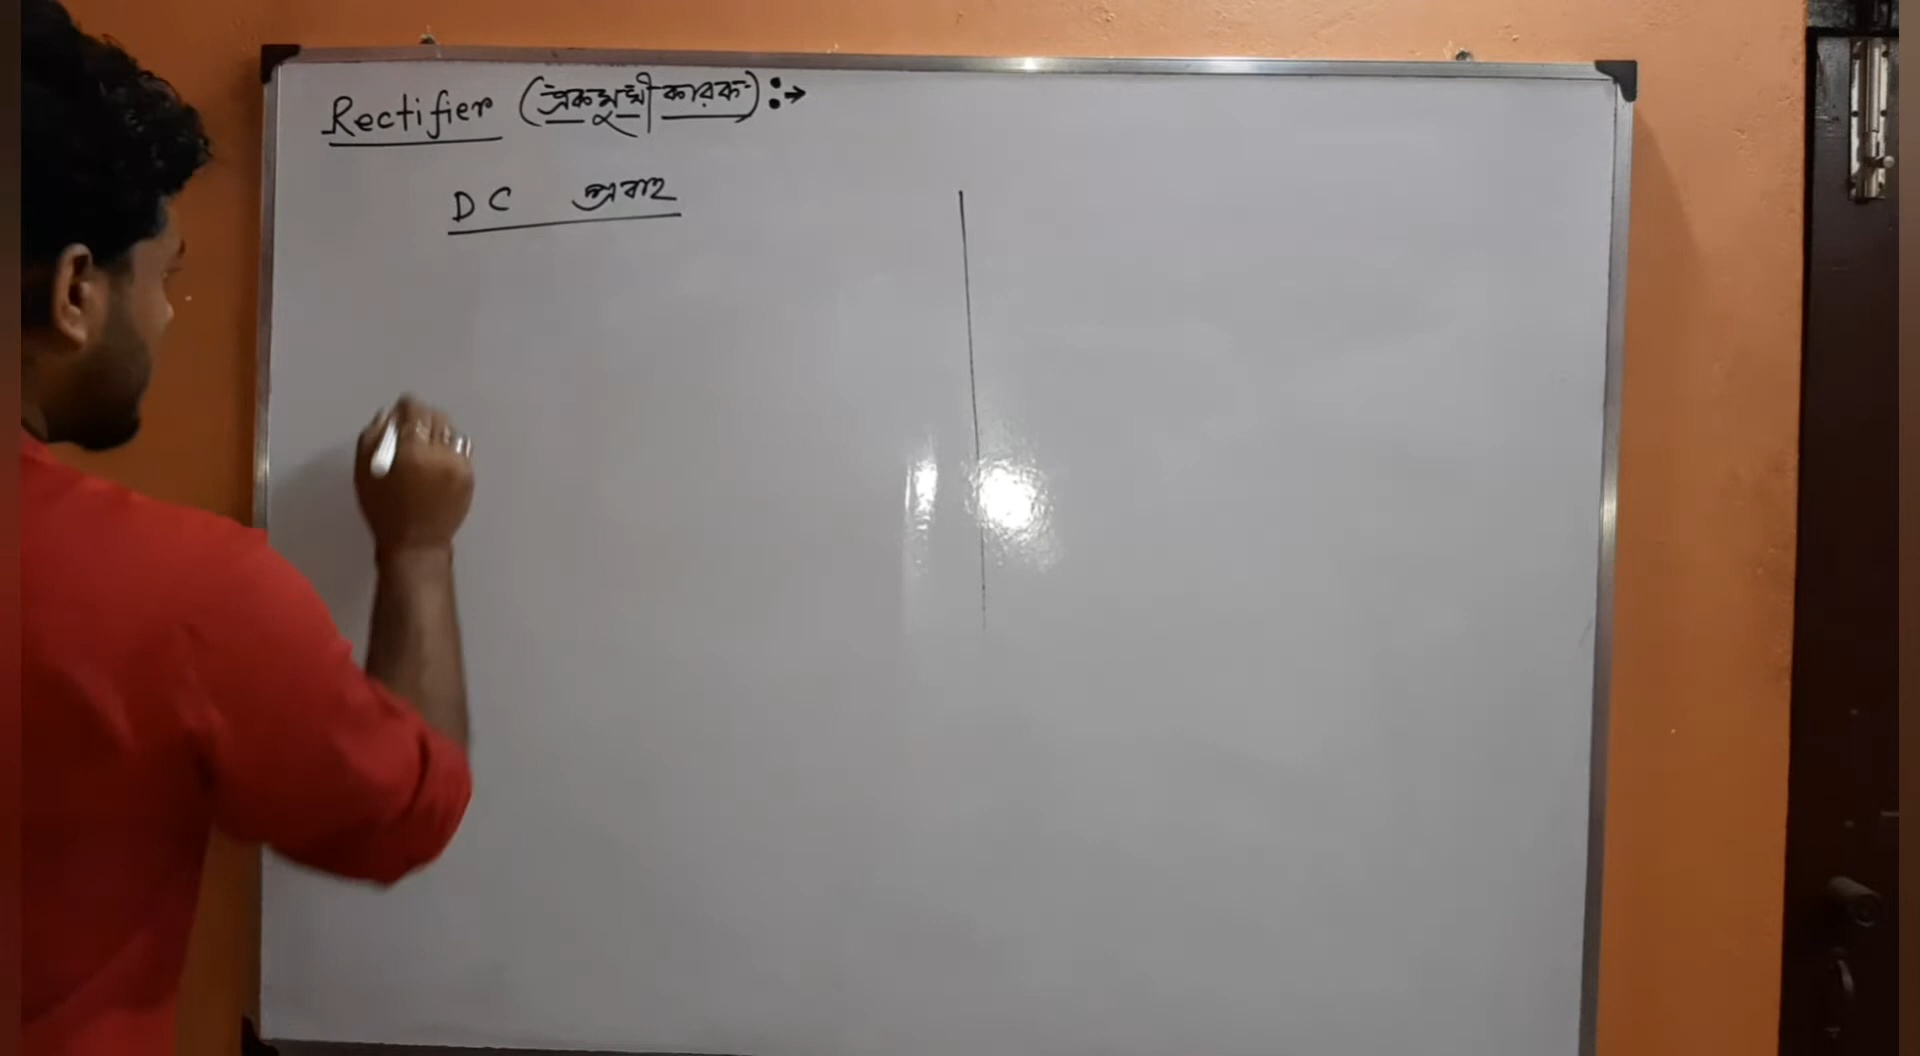 Rectifier (একমুখী কারক) :→
DC প্রবাহ